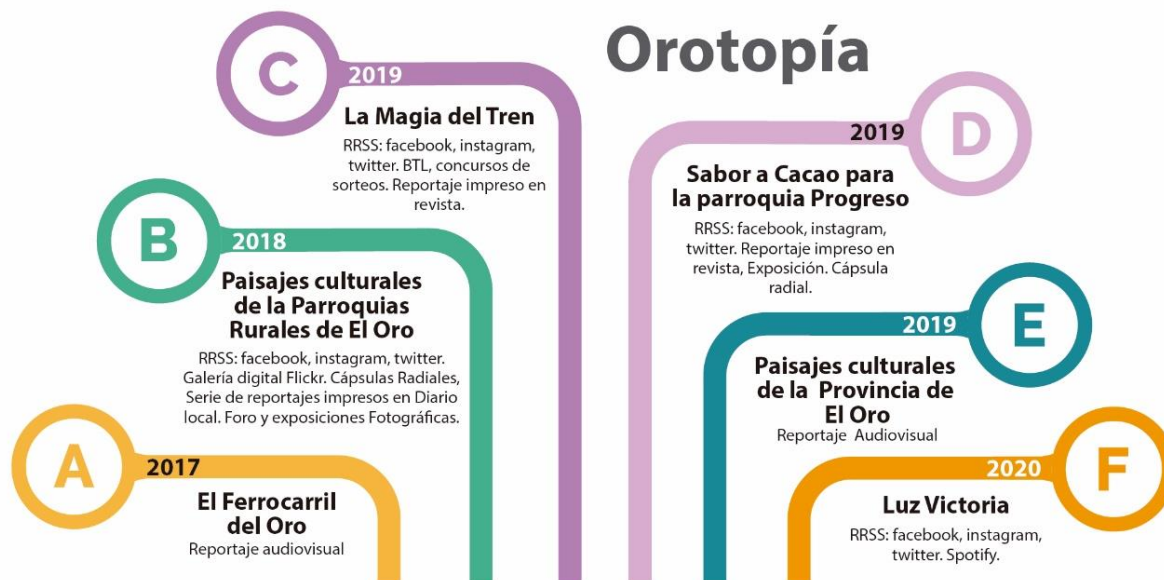 Orotopía
A
2017
El Ferrocarril
del Oro
Reportaje audiovisual
B
2018
Paisajes culturales
de la Parroquias
Rurales de El Oro
RRSS: facebook, instagram, twitter.
Galería digital Flickr. Cápsulas Radiales,
Serie de reportajes impresos en Diario
local. Foro y exposiciones Fotográficas.
C
2019
La Magia del Tren
RRSS: facebook, instagram,
twitter. BTL, concursos de
sorteos. Reportaje impreso en
revista.
D
2019
Sabor a Cacao para
la parroquia Progreso
RRSS: facebook, instagram,
twitter. Reportaje impreso en
revista, Exposición. Cápsula
radial.
E
2019
Paisajes culturales
de la Provincia de
El Oro
Reportaje Audiovisual
F
2020
Luz Victoria
RRSS: facebook, instagram,
twitter. Spotify.